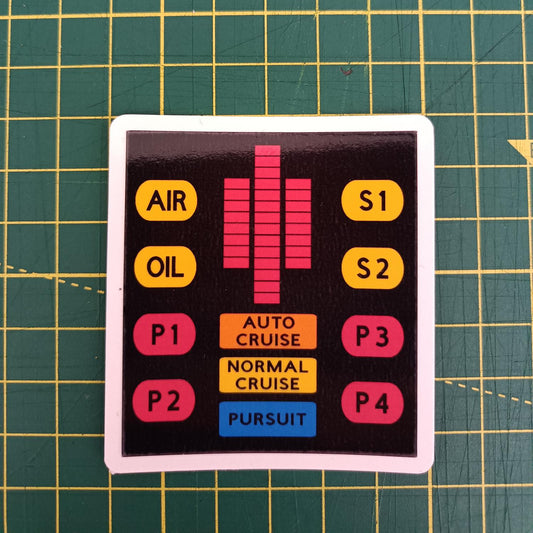 AIR
OIL
P1
P2
AUTO
CRUISE
NORMAL
CRUISE
PURSUIT
S1
S2
P3
P4